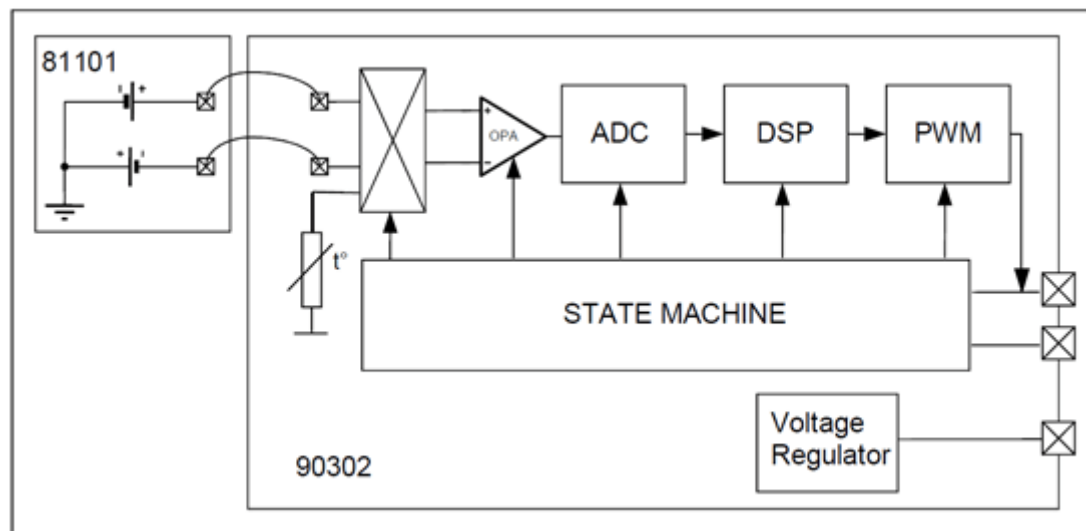 81101
- +
+ -
OPA
+
−
ADC
DSP
PWM
t°
STATE MACHINE
Voltage
Regulator
90302